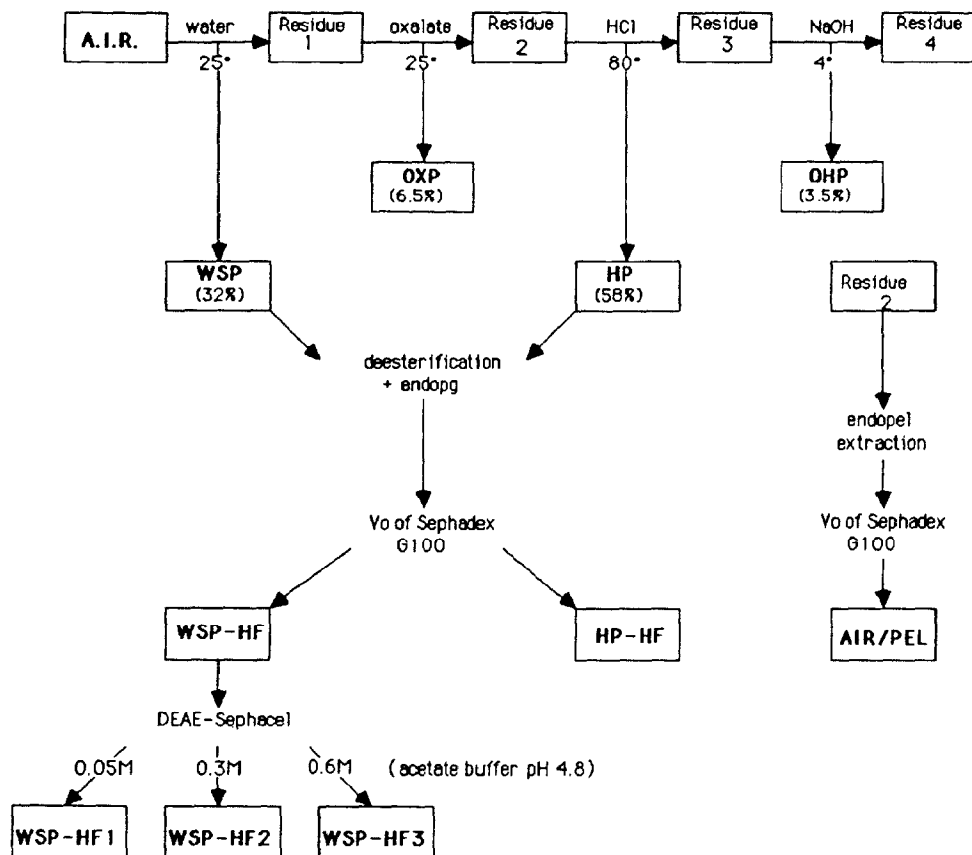 A.I.R.
water
25°
Residue
1
oxalate
25°
Residue
2
HCl
80°
Residue
3
NaOH
4°
Residue
4
OXP
(6.5%)
OHP
(3.5%)
WSP
(32%)
HP
(58%)
Residue
2
deesterification
+ endopg
endopel
extraction
Vo of Sephadex
G100
Vo of Sephadex
G100
WSP-HF
HP-HF
AIR/PEL
DEAE-Sephacel
0.05M
0.3M
0.6M
(acetate buffer pH 4.8)
WSP-HF1
WSP-HF2
WSP-HF3